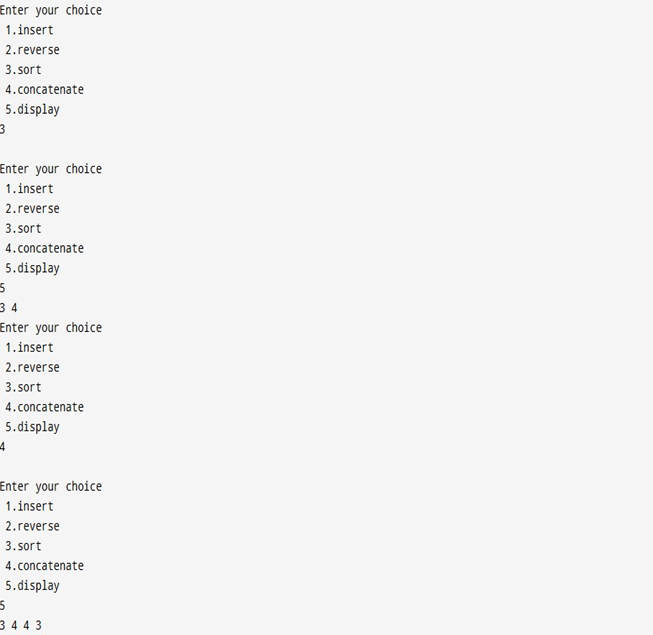 Enter your choice
1.insert
2.reverse
3.sort
4.concatenate
5.display
3
Enter your choice
1.insert
2.reverse
3.sort
4.concatenate
5.display
5
3 4
Enter your choice
1.insert
2.reverse
3.sort
4.concatenate
5.display
4
Enter your choice
1.insert
2.reverse
3.sort
4.concatenate
5.display
5
3 4 4 3